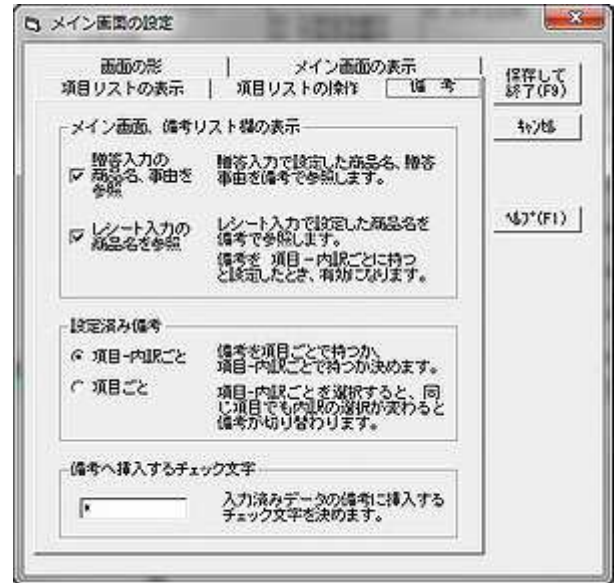 メイン画面の設定
画面の形
メイン画面の表示
項目リストの表示
項目リストの操作
備 考
保存して
終了(F9)
キャンセル
ヘルプ(F1)
メイン画面、備考リスト欄の表示
贈答入力の
商品名、事由を
参照
贈答入力で設定した商品名、贈答
事由を備考で参照します。
レシート入力の
商品名を参照
レシート入力で設定した商品名を
備考で参照します。
備考を 項目-内訳ごとに持つ
と設定したとき、有効になります。
設定済み備考
項目-内訳ごと
項目ごと
備考を項目ごとで持つか、
項目-内訳ごとで持つか決めます。
項目-内訳ごとを選択すると、同
じ項目でも内訳の選択が変わると
備考が切り替わります。
備考へ挿入するチェック文字
*
入力済みデータの備考に挿入する
チェック文字を決めます。